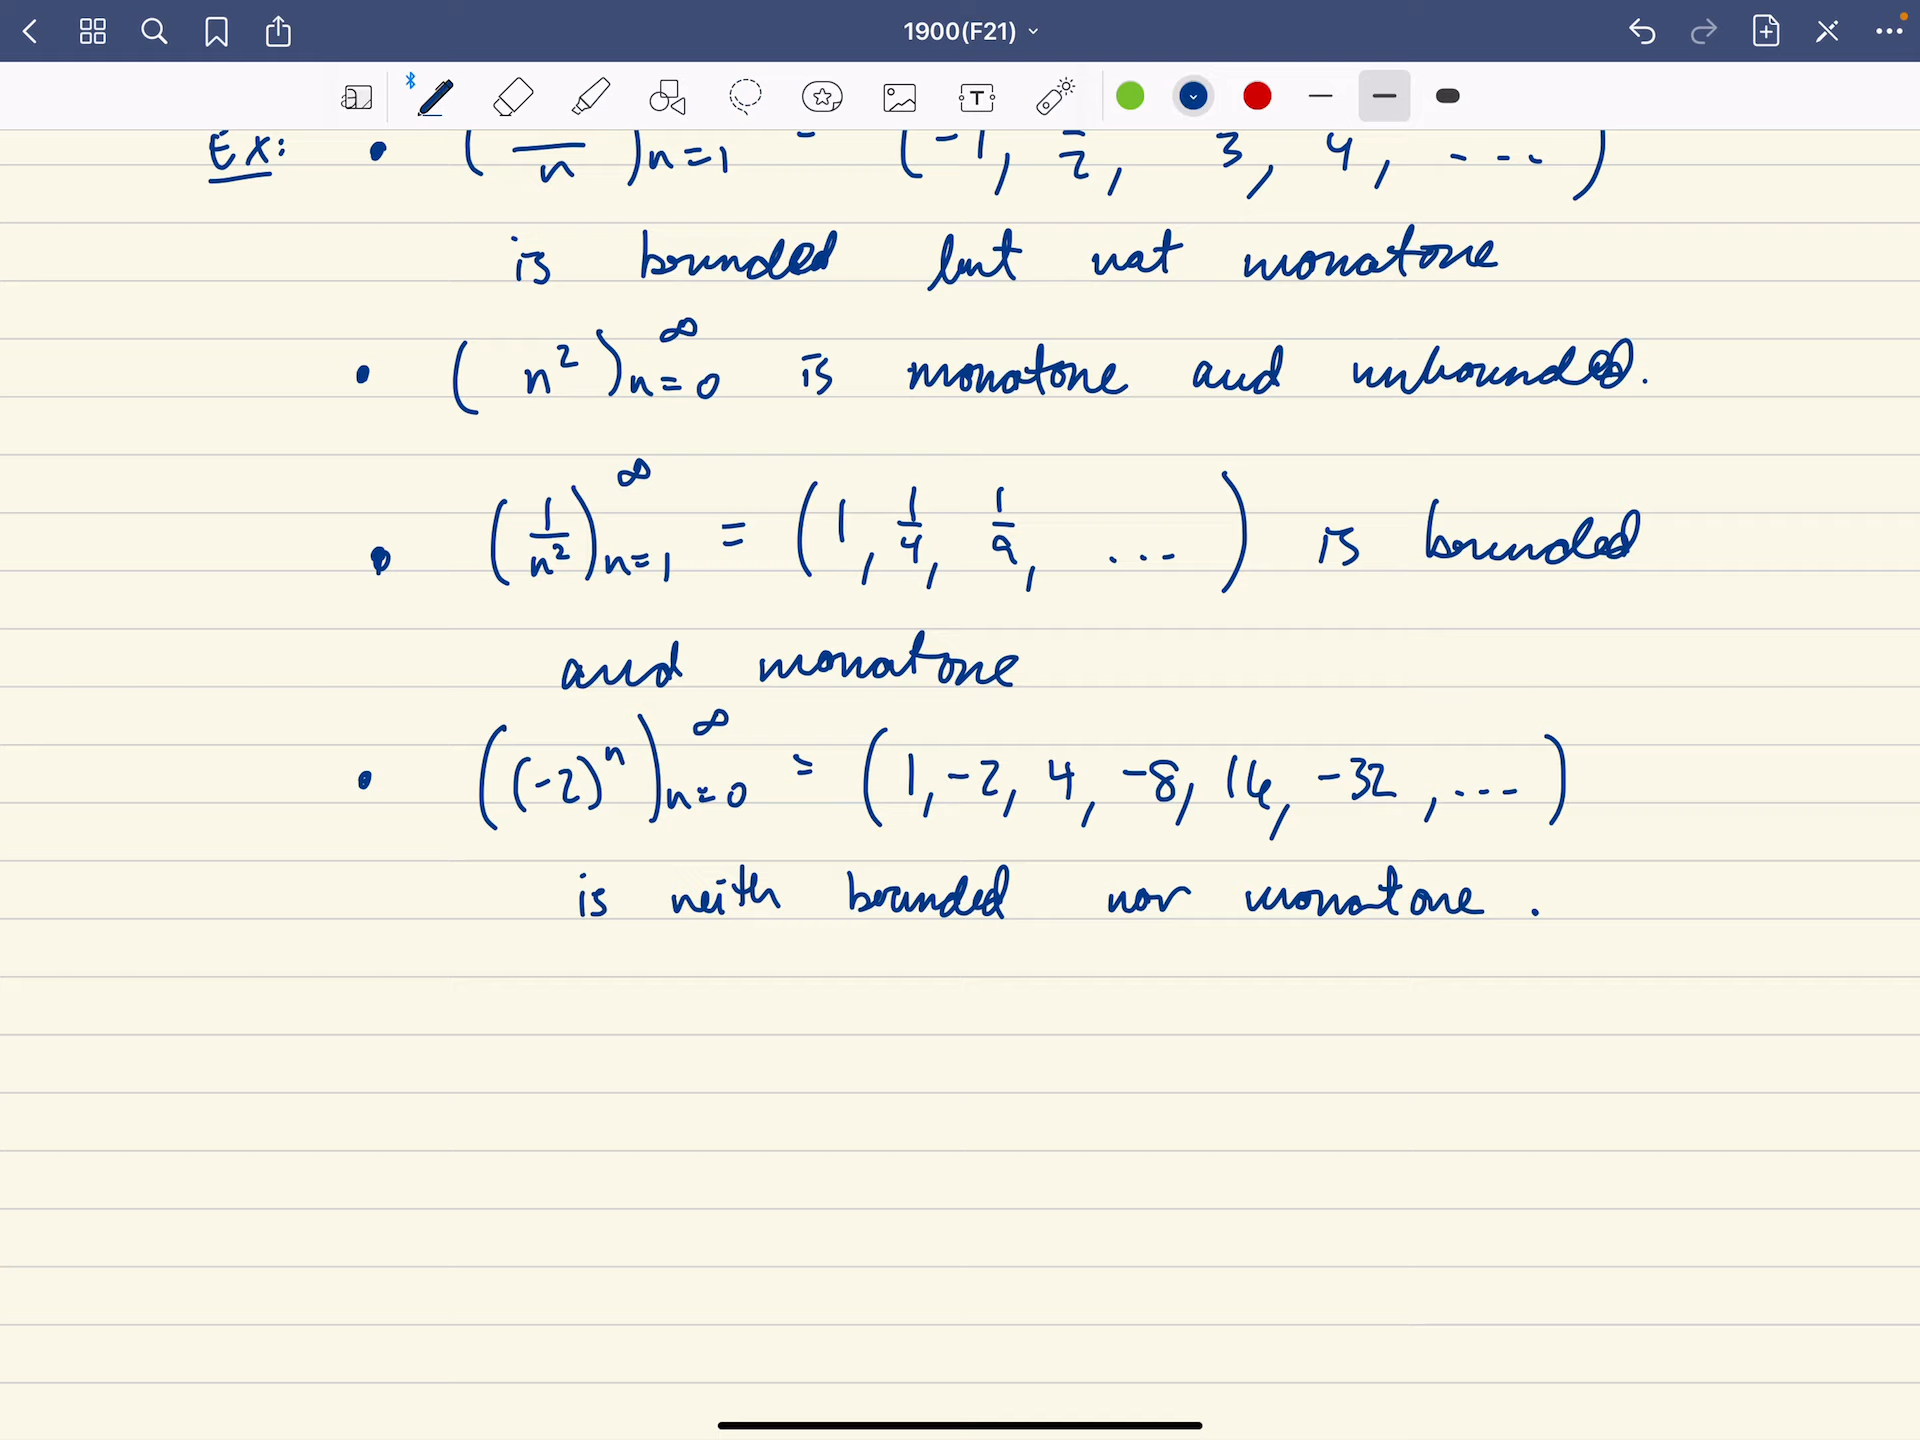 1900(F21)
Ex: • ( — n )n=1 = (-1, 2, 3, 4, ...)
is bounded but not monotone
• (n²)n=0 ∞ is monotone and unbounded.
• (1/n²)n=1 ∞ = (1, 1/4, 1/9, ...) is bounded
and monotone
• ((-2)ⁿ)n=0 ∞ = (1, -2, 4, -8, 16, -32, ...)
is neith bounded nor monotone.